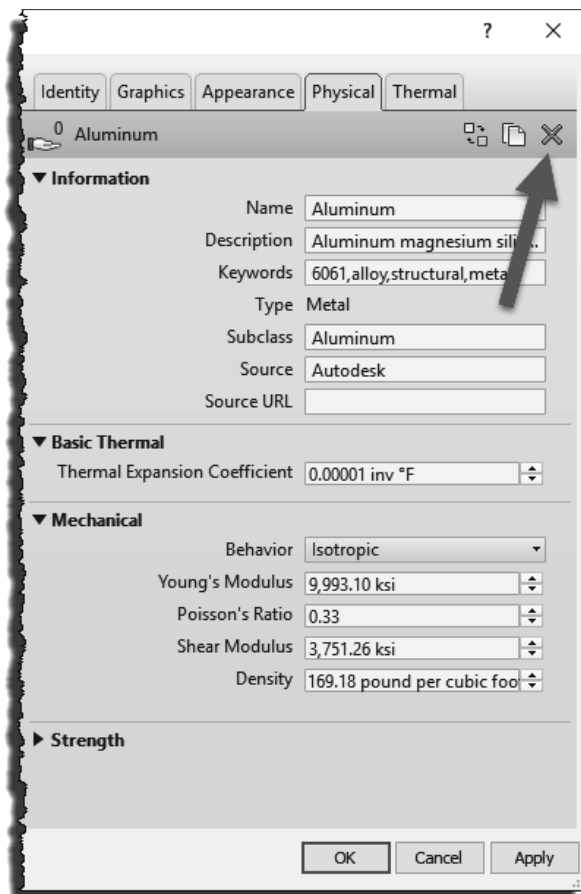 ?
Identity Graphics Appearance Physical Thermal
0 Aluminum
Information
Name Aluminum
Description Aluminum magnesium sili
Keywords 6061,alloy,structural,meta
Type Metal
Subclass Aluminum
Source Autodesk
Source URL
Basic Thermal
Thermal Expansion Coefficient 0.00001 inv °F
Mechanical
Behavior Isotropic
Young's Modulus 9,993.10 ksi
Poisson's Ratio 0.33
Shear Modulus 3,751.26 ksi
Density 169.18 pound per cubic foo
Strength
OK Cancel Apply